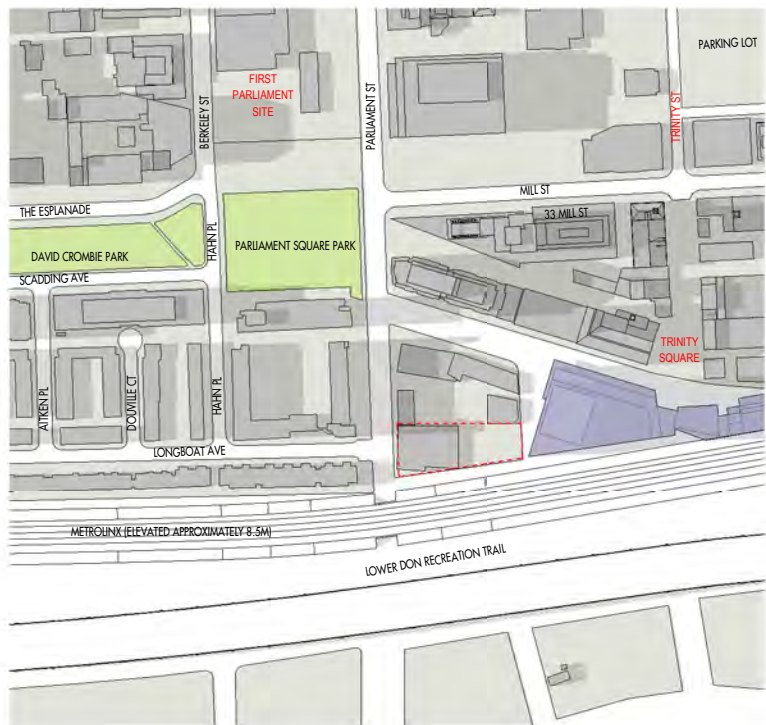 PARKING LOT
FIRST
PARLIAMENT
SITE
BERKELEY ST
PARLIAMENT ST
TRINITY ST
MILL ST
THE ESPLANADE
33 MILL ST
HAHN PL
PARLIAMENT SQUARE PARK
DAVID CROMBIE PARK
SCADDING AVE
TRINITY
SQUARE
AITKEN PL
DOUVILLE CT
HAHN PL
LONGBOAT AVE
METROLINX (ELEVATED APPROXIMATELY 8.5M)
LOWER DON RECREATION TRAIL